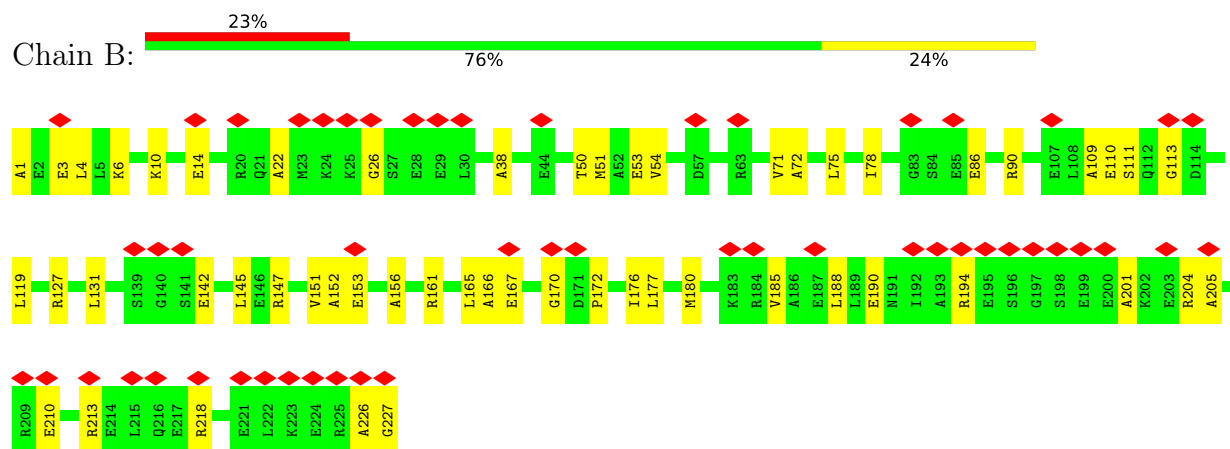 23%
Chain B:
76% 24%
A1 E2 E3 L4 L5 K6 K10 E14 R20 Q21 A22 M23 K24 K25 G26 S27 E28 E29 L30 A38 E44 T50 M51 A52 E53 V54 D57 R63 V71 A72 L75 I78 G83 S84 E85 E86 R90 E107 L108 A109 E110 S111 Q112 G113 D114
L119 R127 L131 S139 G140 S141 E142 L145 E146 R147 V151 A152 E153 A156 R161 L165 A166 E167 G170 D171 P172 I176 L177 M180 K183 R184 V185 A186 E187 L188 L189 E190 N191 I192 A193 R194 E195 S196 G197 S198 E199 E200 A201 K202 E203 R204 A205
R209 E210 R213 E214 L215 Q216 E217 R218 E221 L222 K223 E224 R225 A226 G227